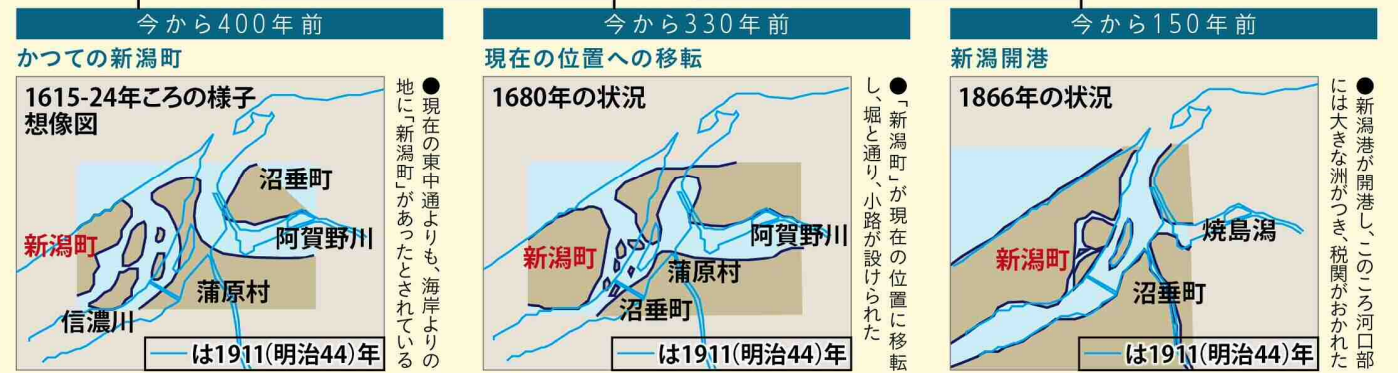 今から400年前
かつての新潟町
1615-24年ころの様子
想像図
沼垂町
新潟町
阿賀野川
蒲原村
信濃川
は1911(明治44)年
●現在の東中通よりも、海岸よりの
地に「新潟町」があったとされている
今から330年前
現在の位置への移転
1680年の状況
新潟町
阿賀野川
蒲原村
沼垂町
は1911(明治44)年
●「新潟町」が現在の位置に移転
し、堀と通り、小路が設けられた
今から150年前
新潟開港
1866年の状況
焼島潟
新潟町
沼垂町
は1911(明治44)年
●新潟港が開港し、このころ河口部
には大きな洲がつき、税関がおかれた